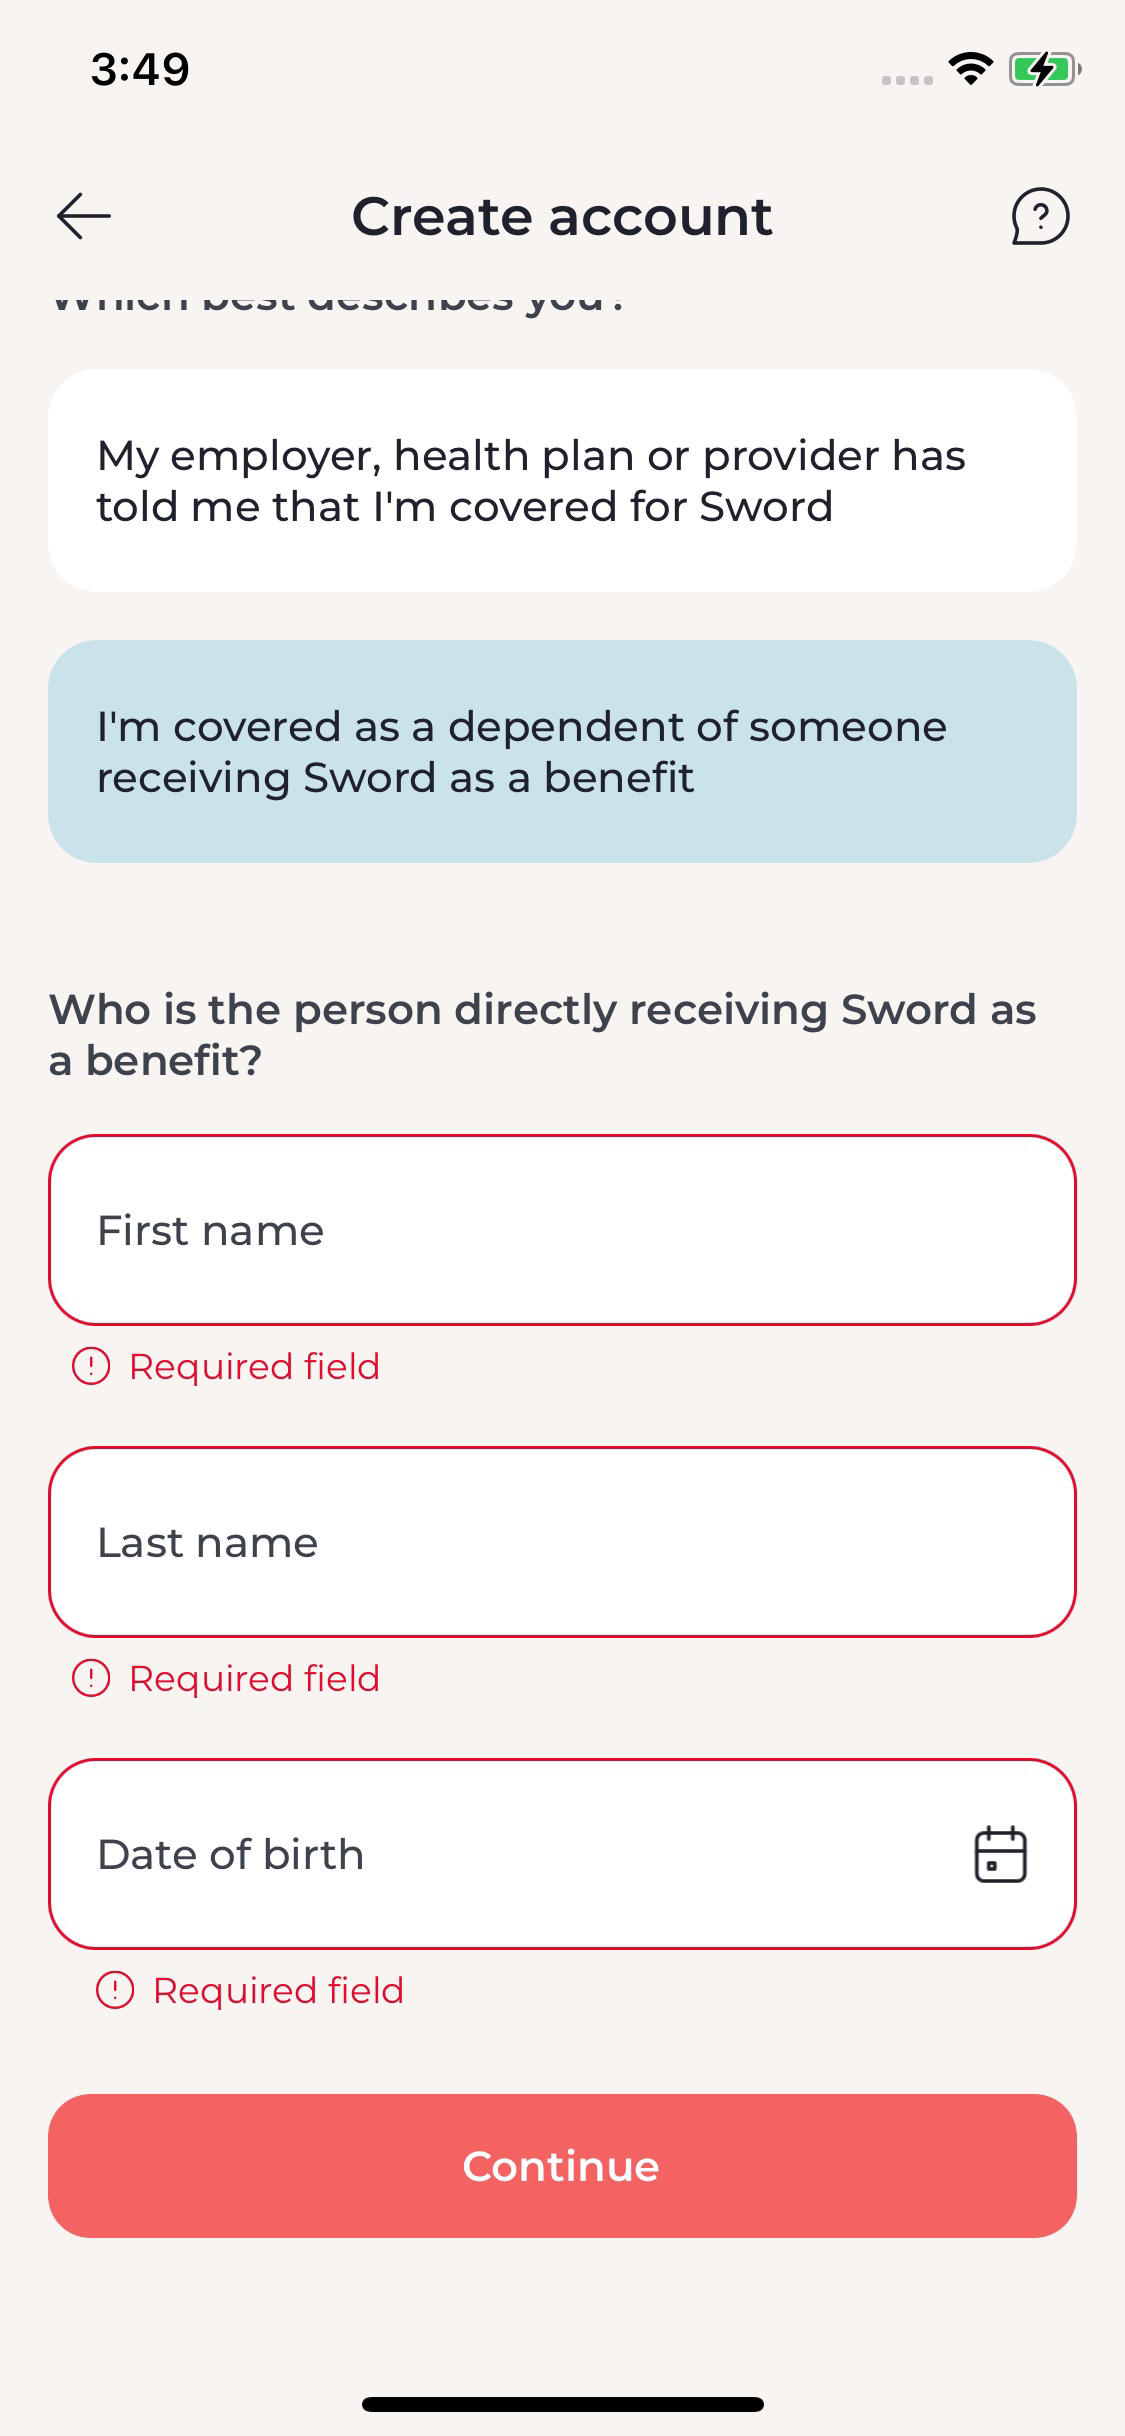 3:49
Create account
Which best describes you?
My employer, health plan or provider has
told me that I'm covered for Sword
I'm covered as a dependent of someone
receiving Sword as a benefit
Who is the person directly receiving Sword as
a benefit?
First name
Required field
Last name
Required field
Date of birth
Required field
Continue